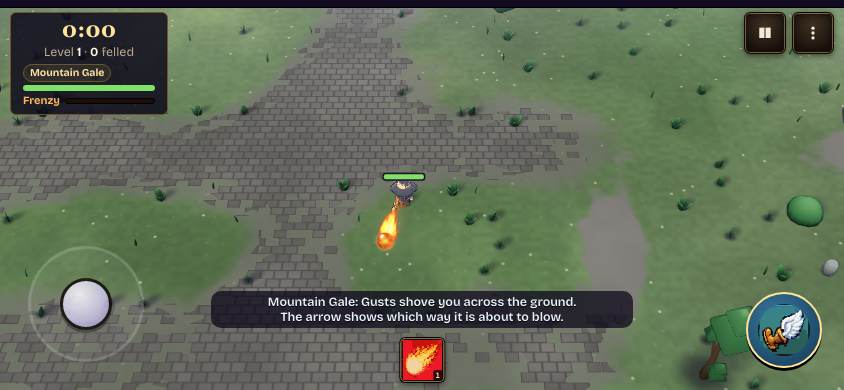 0:00
Level 1 · 0 felled
Mountain Gale
Frenzy
Mountain Gale: Gusts shove you across the ground.
The arrow shows which way it is about to blow.
1